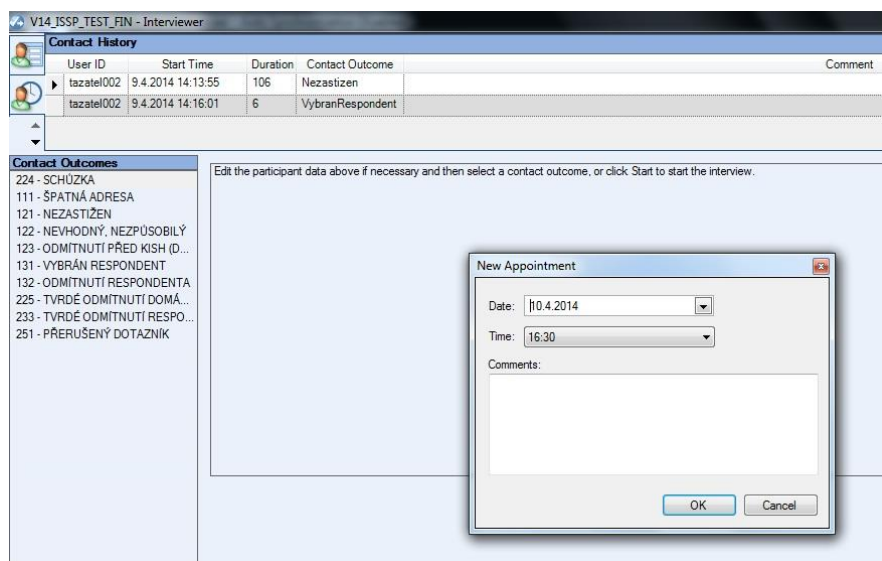 V14_ISSP_TEST_FIN - Interviewer
Contact History
User ID Start Time Duration Contact Outcome Comment
tazatel002 9.4.2014 14:13:55 106 Nezastizen
tazatel002 9.4.2014 14:16:01 6 VybranRespondent
Contact Outcomes
224 - SCHŮZKA
111 - ŠPATNÁ ADRESA
121 - NEZASTIŽEN
122 - NEVHODNÝ, NEZPŮSOBILÝ
123 - ODMÍTNUTÍ PŘED KISH (D...
131 - VYBRÁN RESPONDENT
132 - ODMÍTNUTÍ RESPONDENTA
225 - TVRDÉ ODMÍTNUTÍ DOMÁ...
233 - TVRDÉ ODMÍTNUTÍ RESPO...
251 - PŘERUŠENÝ DOTAZNÍK
Edit the participant data above if necessary and then select a contact outcome, or click Start to start the interview.
New Appointment
Date: 10.4.2014
Time: 16:30
Comments:
OK Cancel